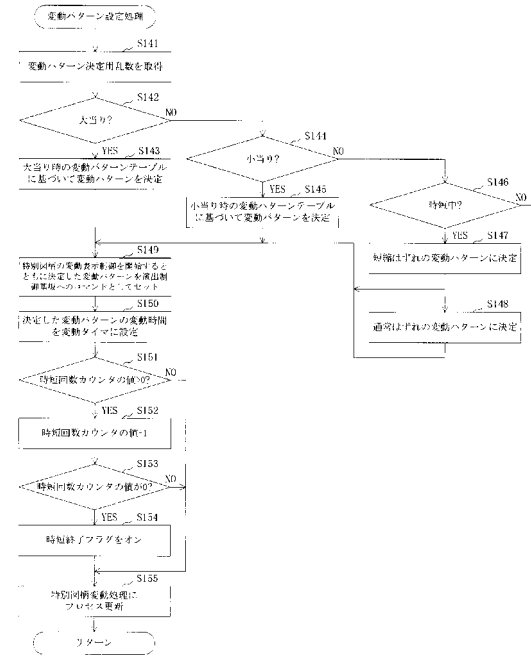 変動パターン設定処理
S141
変動パターン決定用乱数を取得
S142
大当り?
NO
YES
S143
大当り時の変動パターンテーブル
に基づいて変動パターンを決定
S144
小当り?
NO
YES
S145
小当り時の変動パターンテーブル
に基づいて変動パターンを決定
S146
時短中?
NO
YES
S147
短縮はずれの変動パターンに決定
S148
通常はずれの変動パターンに決定
S149
特別図柄の変動表示制御を開始すると
ともに決定した変動パターンを演出制
御基板へのコマンドとしてセット
S150
決定した変動パターンの変動時間
を変動タイマに設定
S151
時短回数カウンタの値>0?
NO
YES
S152
時短回数カウンタの値-1
S153
時短回数カウンタの値が0?
NO
YES
S154
時短終了フラグをオン
S155
特別図柄変動処理に
プロセス更新
リターン